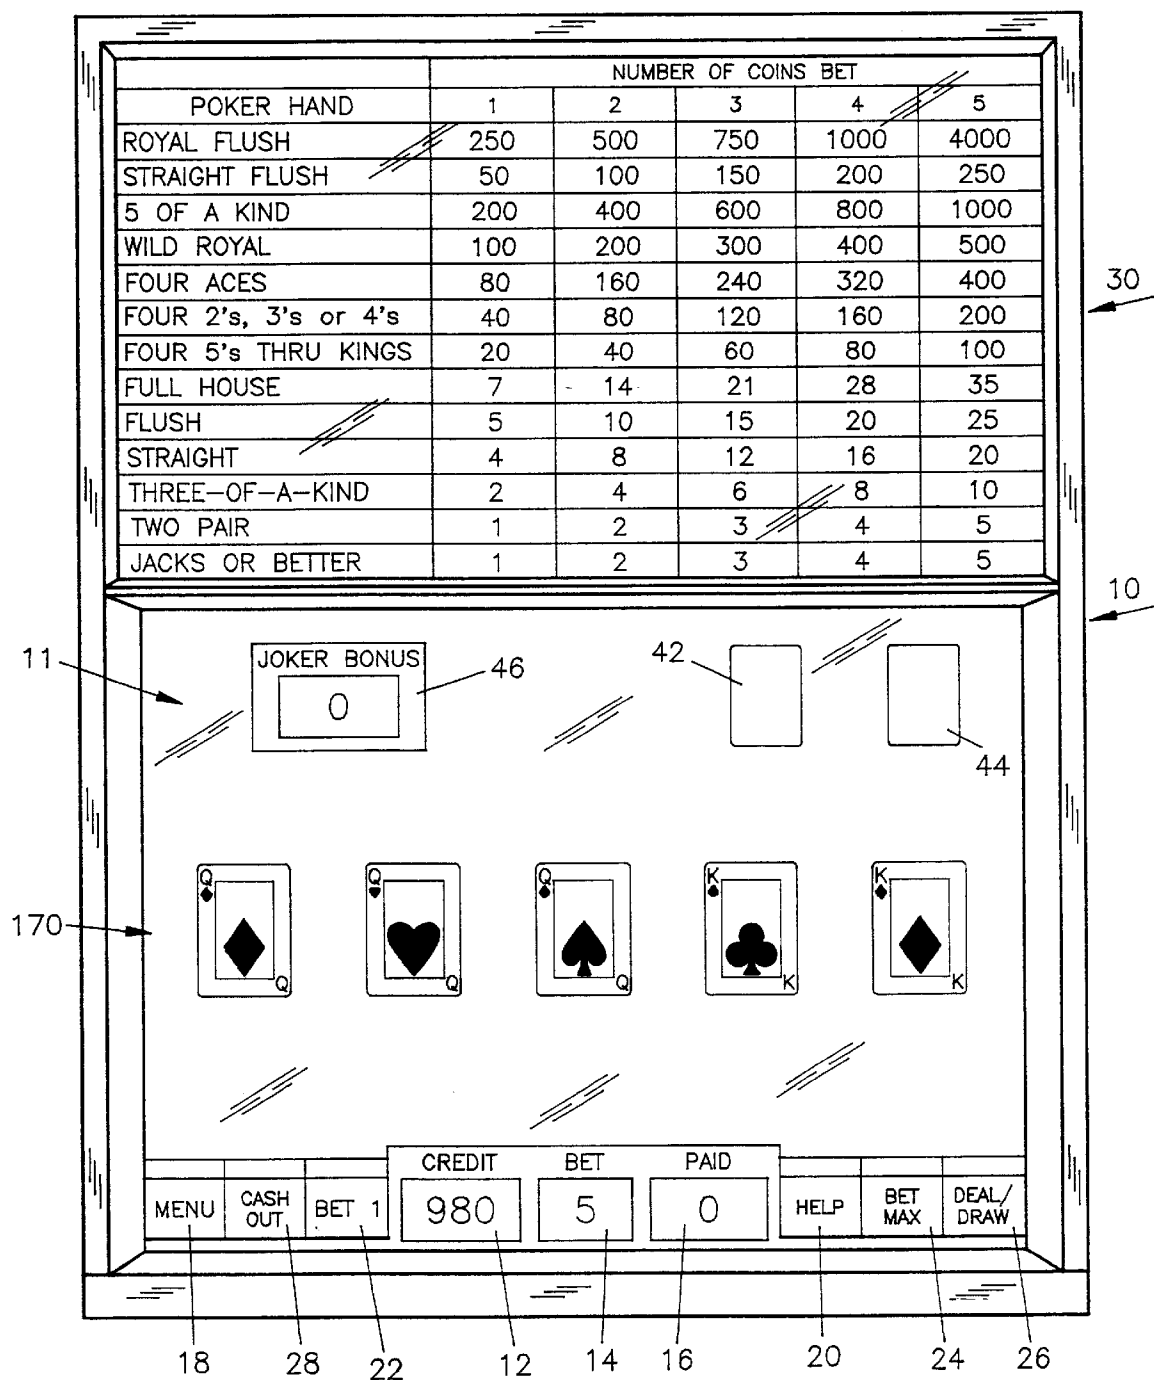 NUMBER OF COINS BET
POKER HAND 1 2 3 4 5
ROYAL FLUSH 250 500 750 1000 4000
STRAIGHT FLUSH 50 100 150 200 250
5 OF A KIND 200 400 600 800 1000
WILD ROYAL 100 200 300 400 500
FOUR ACES 80 160 240 320 400
FOUR 2's, 3's or 4's 40 80 120 160 200
FOUR 5's THRU KINGS 20 40 60 80 100
FULL HOUSE 7 14 21 28 35
FLUSH 5 10 15 20 25
STRAIGHT 4 8 12 16 20
THREE-OF-A-KIND 2 4 6 8 10
TWO PAIR 1 2 3 4 5
JACKS OR BETTER 1 2 3 4 5
30
10
11
JOKER BONUS
0
46
42
44
170
Q Q Q K K
Q Q Q K K
CREDIT BET PAID
MENU
CASH
OUT
BET 1
980 5 0
HELP
BET
MAX
DEAL/
DRAW
18 28 22 12 14 16 20 24 26